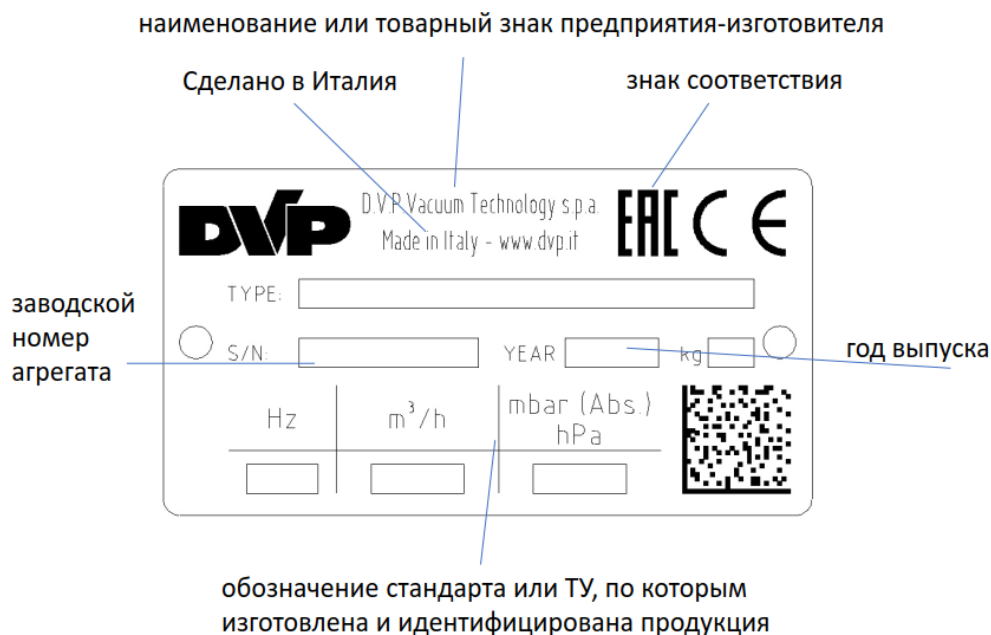 наименование или товарный знак предприятия-изготовителя
Сделано в Италия
знак соответствия
DVP
D.V.P. Vacuum Technology s.p.a.
Made in Italy - www.dvp.it
EAC CE
TYPE:
заводской
номер
агрегата
S/N:
YEAR
kg
год выпуска
Hz
m³/h
mbar (Abs.)
hPa
обозначение стандарта или ТУ, по которым
изготовлена и идентифицирована продукция